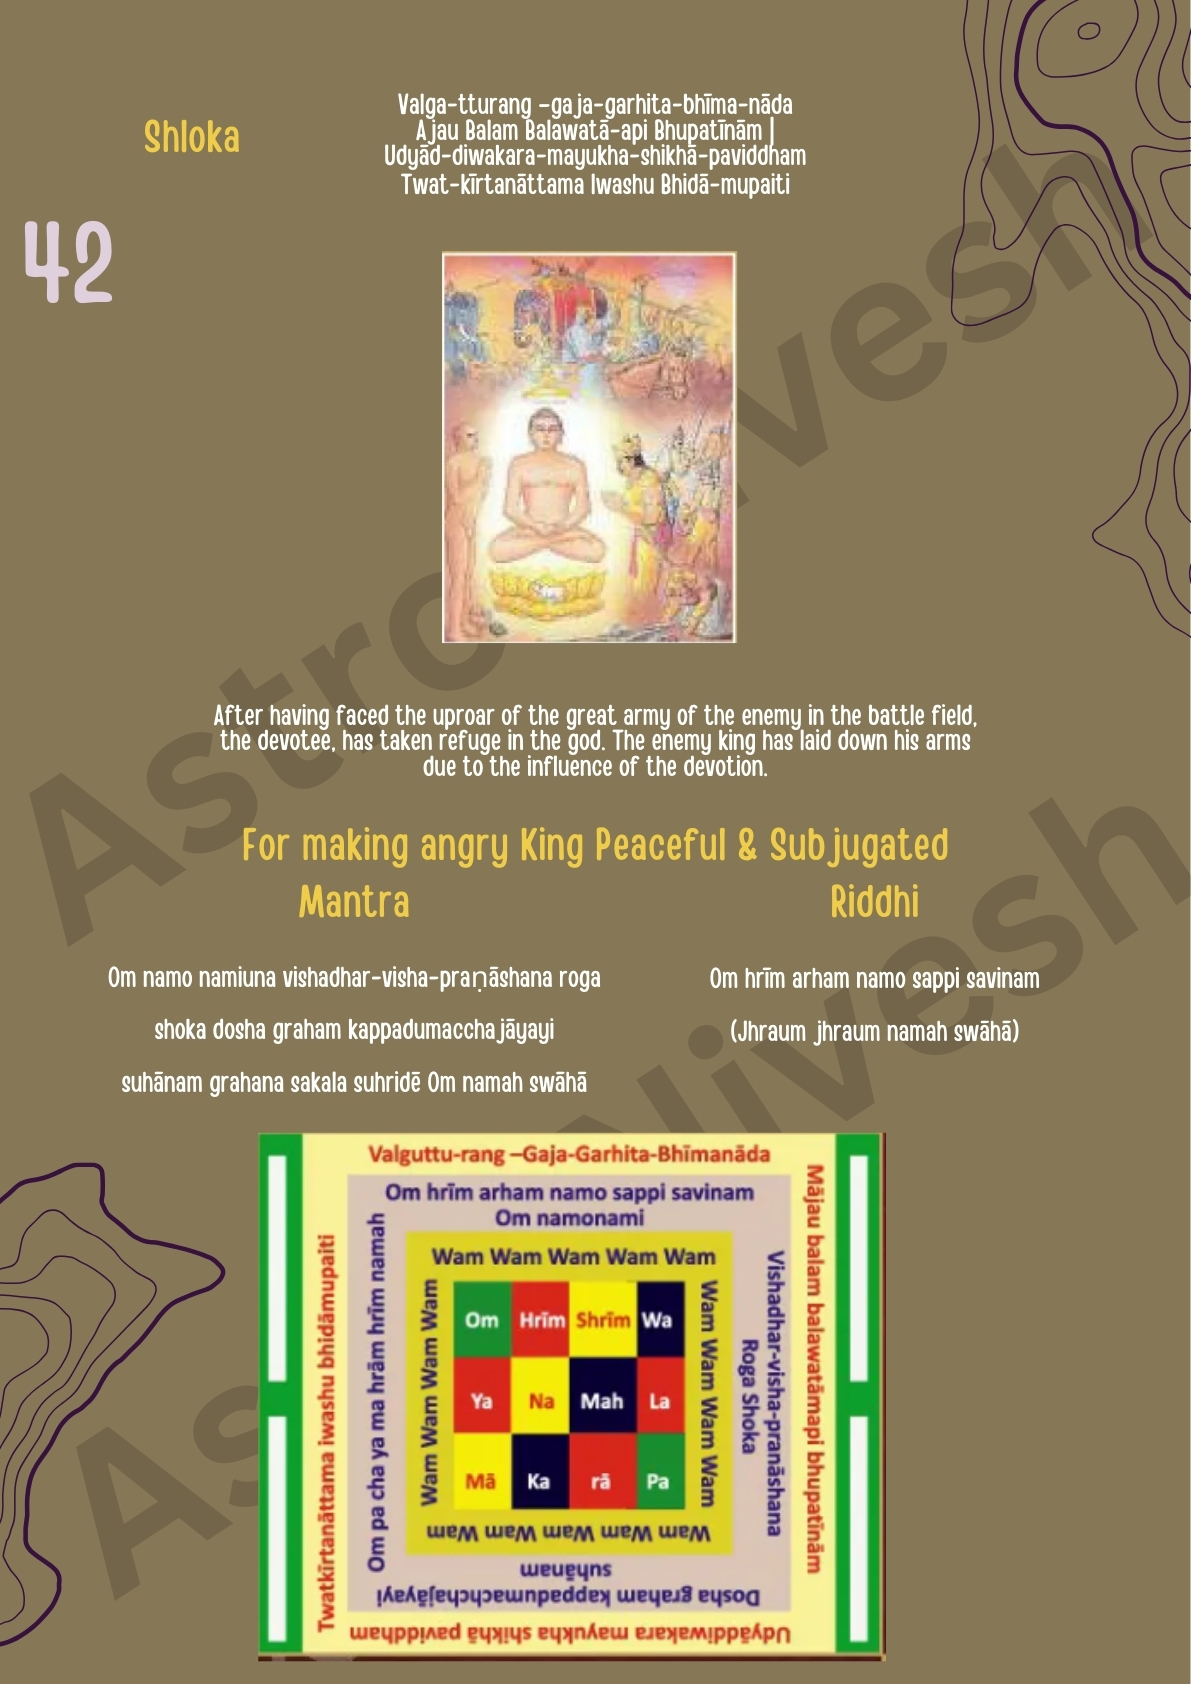 Shloka
42
Valga-tturang –gaja-garhita-bhīma-nāda
Ajau Balam Balawatā-api Bhupatīnām |
Udyād-diwakara-mayukha-shikhā-paviddham
Twat-kīrtanāttama Iwashu Bhidā-mupaiti
After having faced the uproar of the great army of the enemy in the battle field,
the devotee, has taken refuge in the god. The enemy king has laid down his arms
due to the influence of the devotion.
For making angry King Peaceful & Subjugated
Mantra
Om namo namiuna vishadhar-visha-praṇāshana roga
shoka dosha graham kappadumacchajāyayi
suhānam grahana sakala suhridē Om namah swāhā
Riddhi
Om hrīm arham namo sappi savinam
(Jhraum jhraum namah swāhā)
Valguttu-rang –Gaja-Garhita-Bhīmanāda
Mājau balam balawatāmapi bhupatīnām
Udyāddiwakara mayukha shikha paviddham
Twatkīrtanāttama iwashu bhidāmupaiti
Om hrīm arham namo sappi savinam
Om namonami
Vishadhar-visha-pranāshana
Roga Shoka
Dosha graham kappadumachchajāyayi
suhānam
Om pa cha ya ma hrām hrīm namah
Wam Wam Wam Wam Wam
Wam Wam Wam Wam Wam
Wam Wam Wam Wam Wam
Wam Wam Wam Wam
Om Hrīm Shrīm Wa
Ya Na Mah La
Mā Ka rā Pa
Astro Nivesh
Astro Nivesh